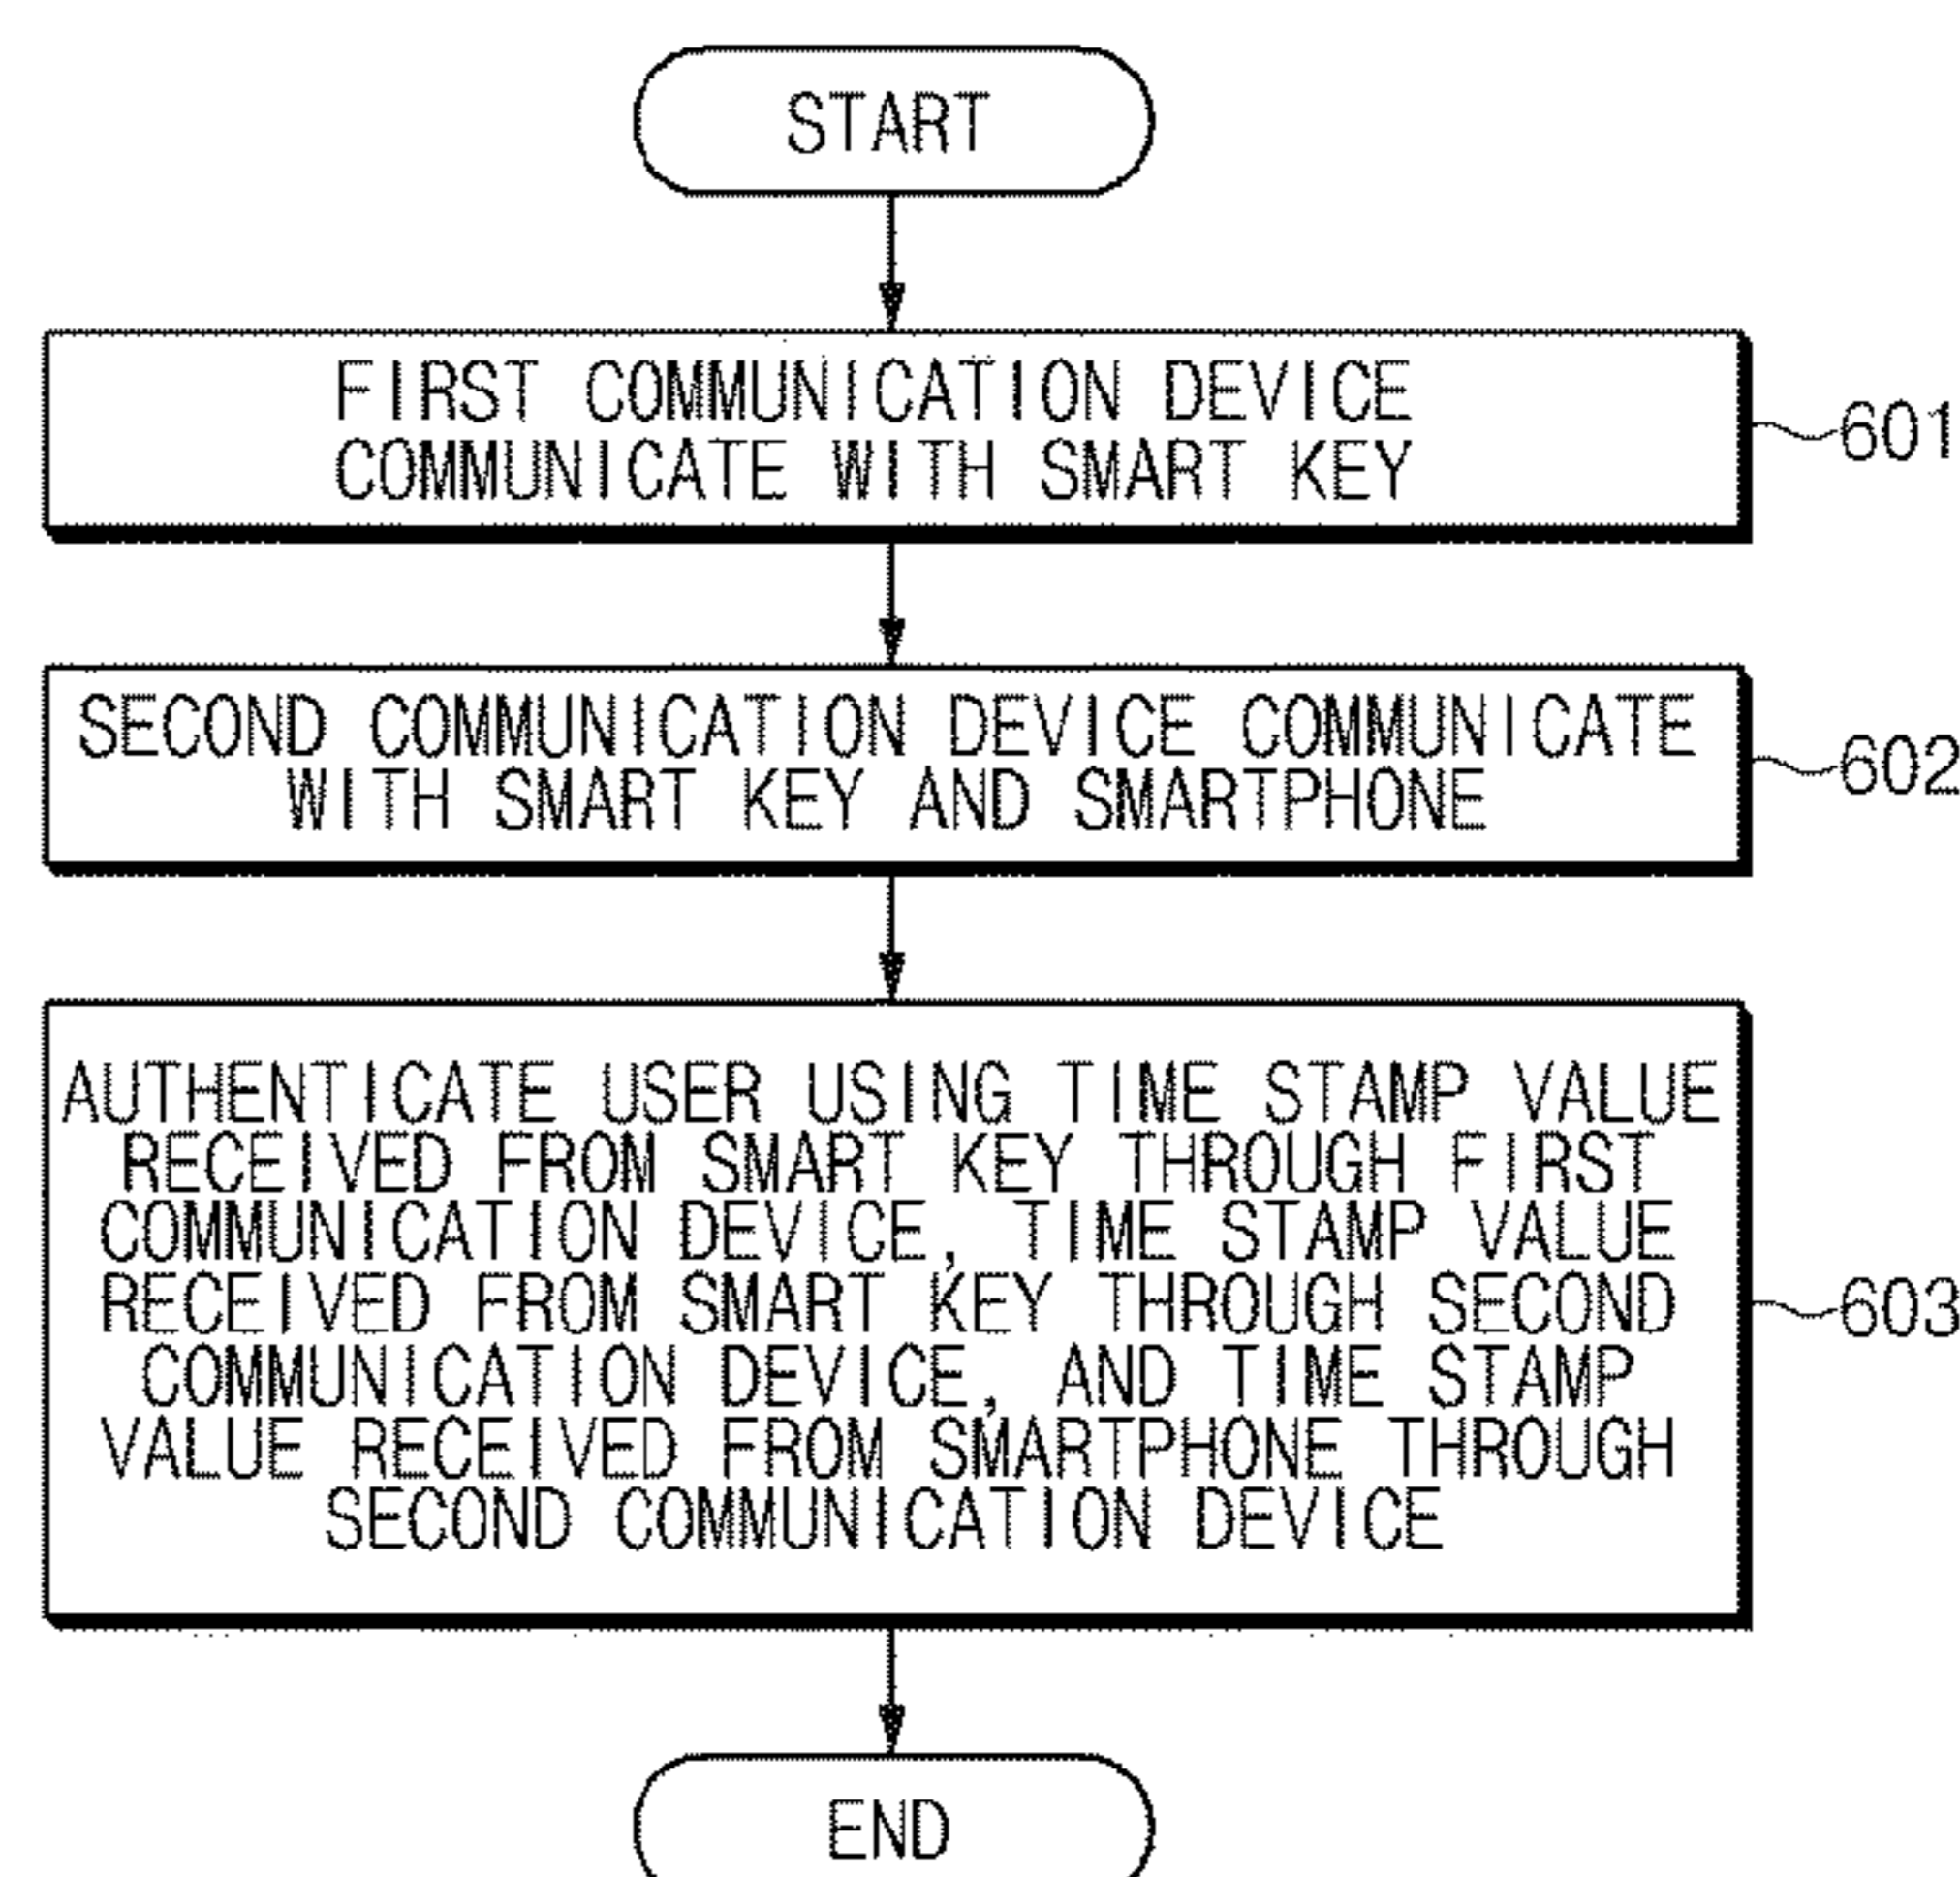 START
FIRST COMMUNICATION DEVICE
COMMUNICATE WITH SMART KEY
601
SECOND COMMUNICATION DEVICE COMMUNICATE
WITH SMART KEY AND SMARTPHONE
602
AUTHENTICATE USER USING TIME STAMP VALUE
RECEIVED FROM SMART KEY THROUGH FIRST
COMMUNICATION DEVICE, TIME STAMP VALUE
RECEIVED FROM SMART KEY THROUGH SECOND
COMMUNICATION DEVICE, AND TIME STAMP
VALUE RECEIVED FROM SMARTPHONE THROUGH
SECOND COMMUNICATION DEVICE
603
END